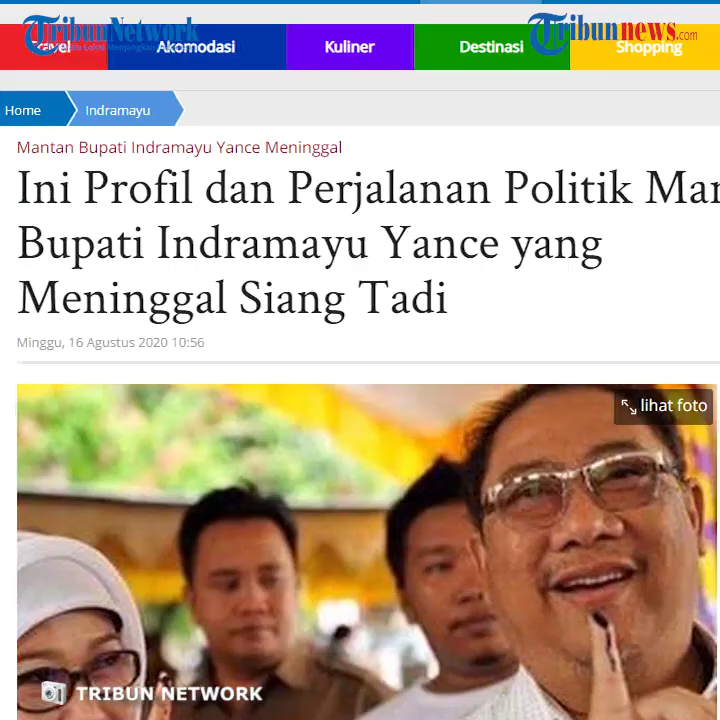 TribunNetwork
Tribunnews.com
Akomodasi
Kuliner
Destinasi
Shopping
Home
Indramayu
Mantan Bupati Indramayu Yance Meninggal
Ini Profil dan Perjalanan Politik Man
Bupati Indramayu Yance yang
Meninggal Siang Tadi
Minggu, 16 Agustus 2020 10:56
lihat foto
TRIBUN NETWORK